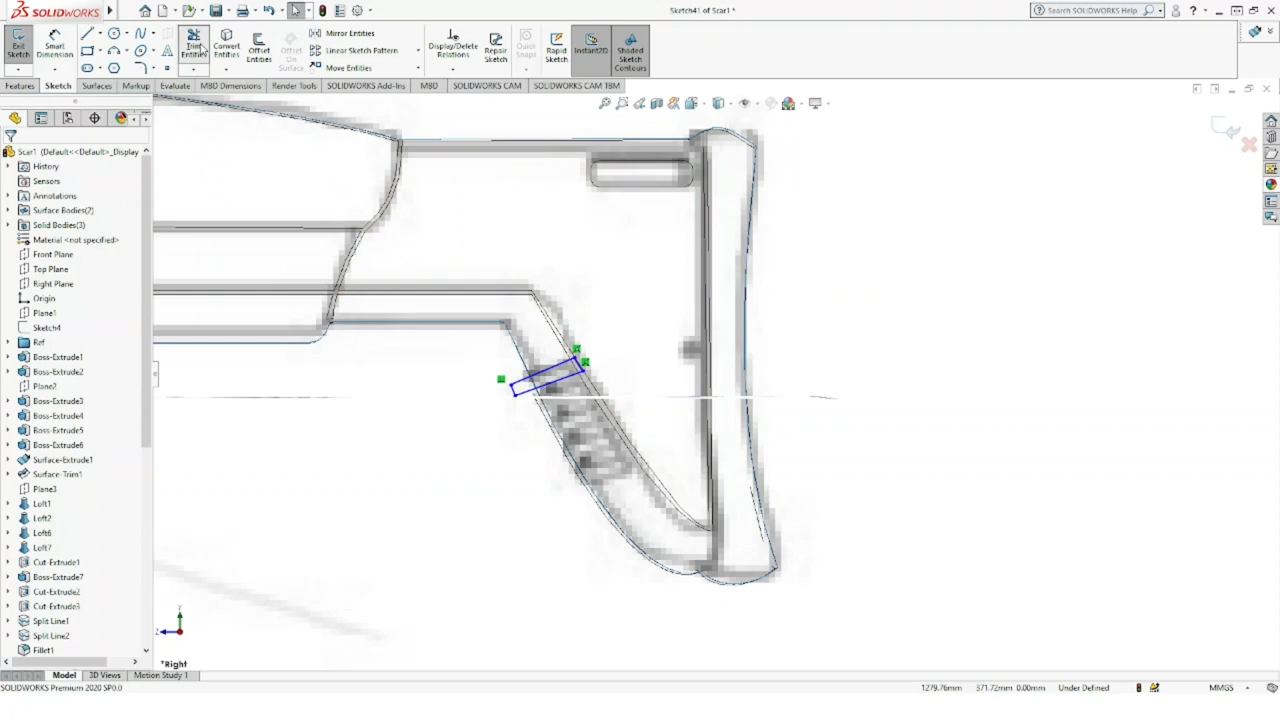 SOLIDWORKS
Sketch41 of Scar1 *
Search SOLIDWORKS Help
Exit Sketch
Smart Dimension
Trim Entities
Convert Entities
Offset Entities
Offset On Surface
Mirror Entities
Linear Sketch Pattern
Move Entities
Display/Delete Relations
Repair Sketch
Quick Snaps
Rapid Sketch
Instant2D
Shaded Sketch Contours
Features
Sketch
Surfaces
Markup
Evaluate
MBD Dimensions
Render Tools
SOLIDWORKS Add-Ins
MBD
SOLIDWORKS CAM
SOLIDWORKS CAM TBM
Scar1 (Default<<Default>_Display
History
Sensors
Annotations
Surface Bodies(2)
Solid Bodies(3)
Material <not specified>
Front Plane
Top Plane
Right Plane
Origin
Plane1
Sketch4
Ref
Boss-Extrude1
Boss-Extrude2
Plane2
Boss-Extrude3
Boss-Extrude4
Boss-Extrude5
Boss-Extrude6
Surface-Extrude1
Surface-Trim1
Plane3
Loft1
Loft2
Loft6
Loft7
Cut-Extrude1
Boss-Extrude7
Cut-Extrude2
Cut-Extrude3
Split Line1
Split Line2
Fillet1
Y
Z
*Right
Model
3D Views
Motion Study 1
SOLIDWORKS Premium 2020 SP0.0
1279.76mm
371.72mm 0.00mm
Under Defined
MMGS